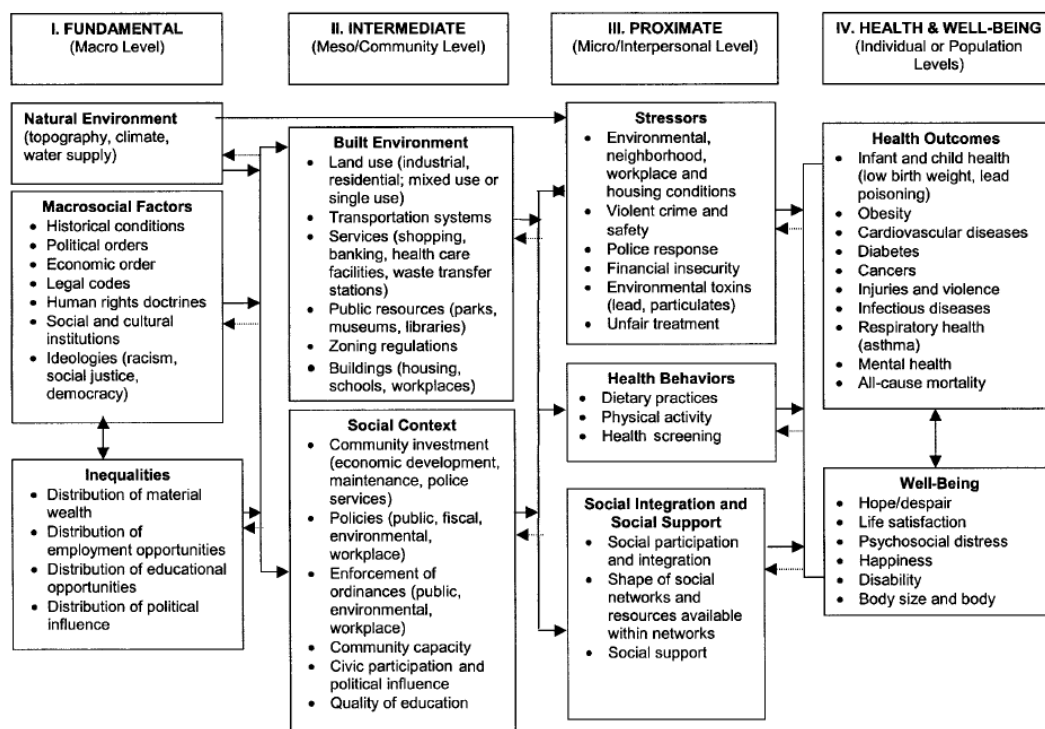 I. FUNDAMENTAL
(Macro Level)
II. INTERMEDIATE
(Meso/Community Level)
III. PROXIMATE
(Micro/Interpersonal Level)
IV. HEALTH & WELL-BEING
(Individual or Population
Levels)
Natural Environment
(topography, climate,
water supply)
Macrosocial Factors
• Historical conditions
• Political orders
• Economic order
• Legal codes
• Human rights doctrines
• Social and cultural
institutions
• Ideologies (racism,
social justice,
democracy)
Inequalities
• Distribution of material
wealth
• Distribution of
employment opportunities
• Distribution of educational
opportunities
• Distribution of political
influence
Built Environment
• Land use (industrial,
residential; mixed use or
single use)
• Transportation systems
• Services (shopping,
banking, health care
facilities, waste transfer
stations)
• Public resources (parks,
museums, libraries)
• Zoning regulations
• Buildings (housing,
schools, workplaces)
Social Context
• Community investment
(economic development,
maintenance, police
services)
• Policies (public, fiscal,
environmental,
workplace)
• Enforcement of
ordinances (public,
environmental,
workplace)
• Community capacity
• Civic participation and
political influence
• Quality of education
Stressors
• Environmental,
neighborhood,
workplace and
housing conditions
• Violent crime and
safety
• Police response
• Financial insecurity
• Environmental toxins
(lead, particulates)
• Unfair treatment
Health Behaviors
• Dietary practices
• Physical activity
• Health screening
Social Integration and
Social Support
• Social participation
and integration
• Shape of social
networks and
resources available
within networks
• Social support
Health Outcomes
• Infant and child health
(low birth weight, lead
poisoning)
• Obesity
• Cardiovascular diseases
• Diabetes
• Cancers
• Injuries and violence
• Infectious diseases
• Respiratory health
(asthma)
• Mental health
• All-cause mortality
Well-Being
• Hope/despair
• Life satisfaction
• Psychosocial distress
• Happiness
• Disability
• Body size and body